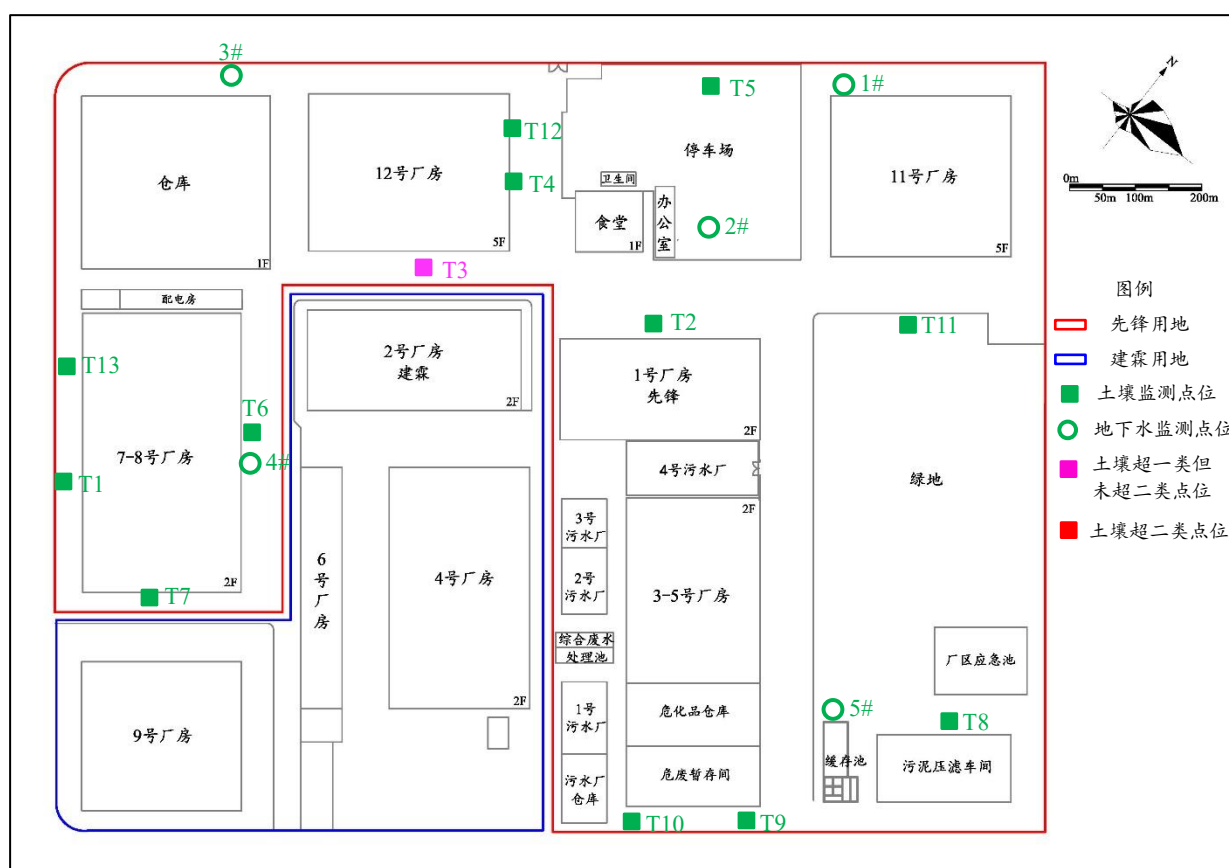 3#
1#
T5
T12
T4
停车场
卫生间
仓库
12号厂房
11号厂房
食堂
办公室
2#
1F
5F
1F
5F
T3
配电房
T2
T11
T13
2号厂房
建霖
2F
1号厂房
先锋
2F
T6
4#
7-8号厂房
T1
4号污水厂
绿地
2F
3号
污水厂
6号厂房
4号厂房
2号
污水厂
3-5号厂房
2F
T7
综合废水
处理池
厂区应急池
9号厂房
2F
1号
污水厂
危化品仓库
5#
T8
缓存池
污泥压滤车间
污水厂
仓库
危废暂存间
T10
T9
N
0m
50m
100m
200m
图例
先锋用地
建霖用地
土壤监测点位
地下水监测点位
土壤超一类但
未超二类点位
土壤超二类点位